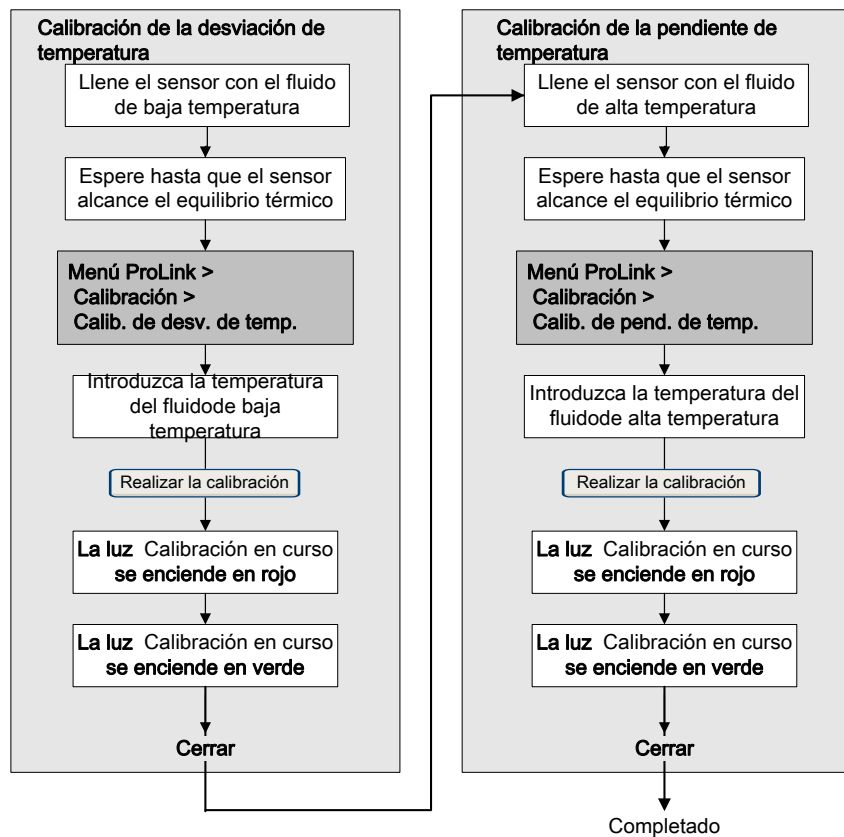 Calibración de la desviación de
temperatura
Llene el sensor con el fluido
de baja temperatura
Espere hasta que el sensor
alcance el equilibrio térmico
Menú ProLink >
Calibración >
Calib. de desv. de temp.
Introduzca la temperatura
del fluidode baja
temperatura
Realizar la calibración
La luz Calibración en curso
se enciende en rojo
La luz Calibración en curso
se enciende en verde
Cerrar
Calibración de la pendiente de
temperatura
Llene el sensor con el fluido
de alta temperatura
Espere hasta que el sensor
alcance el equilibrio térmico
Menú ProLink >
Calibración >
Calib. de pend. de temp.
Introduzca la temperatura del
fluidode alta temperatura
Realizar la calibración
La luz Calibración en curso
se enciende en rojo
La luz Calibración en curso
se enciende en verde
Cerrar
Completado